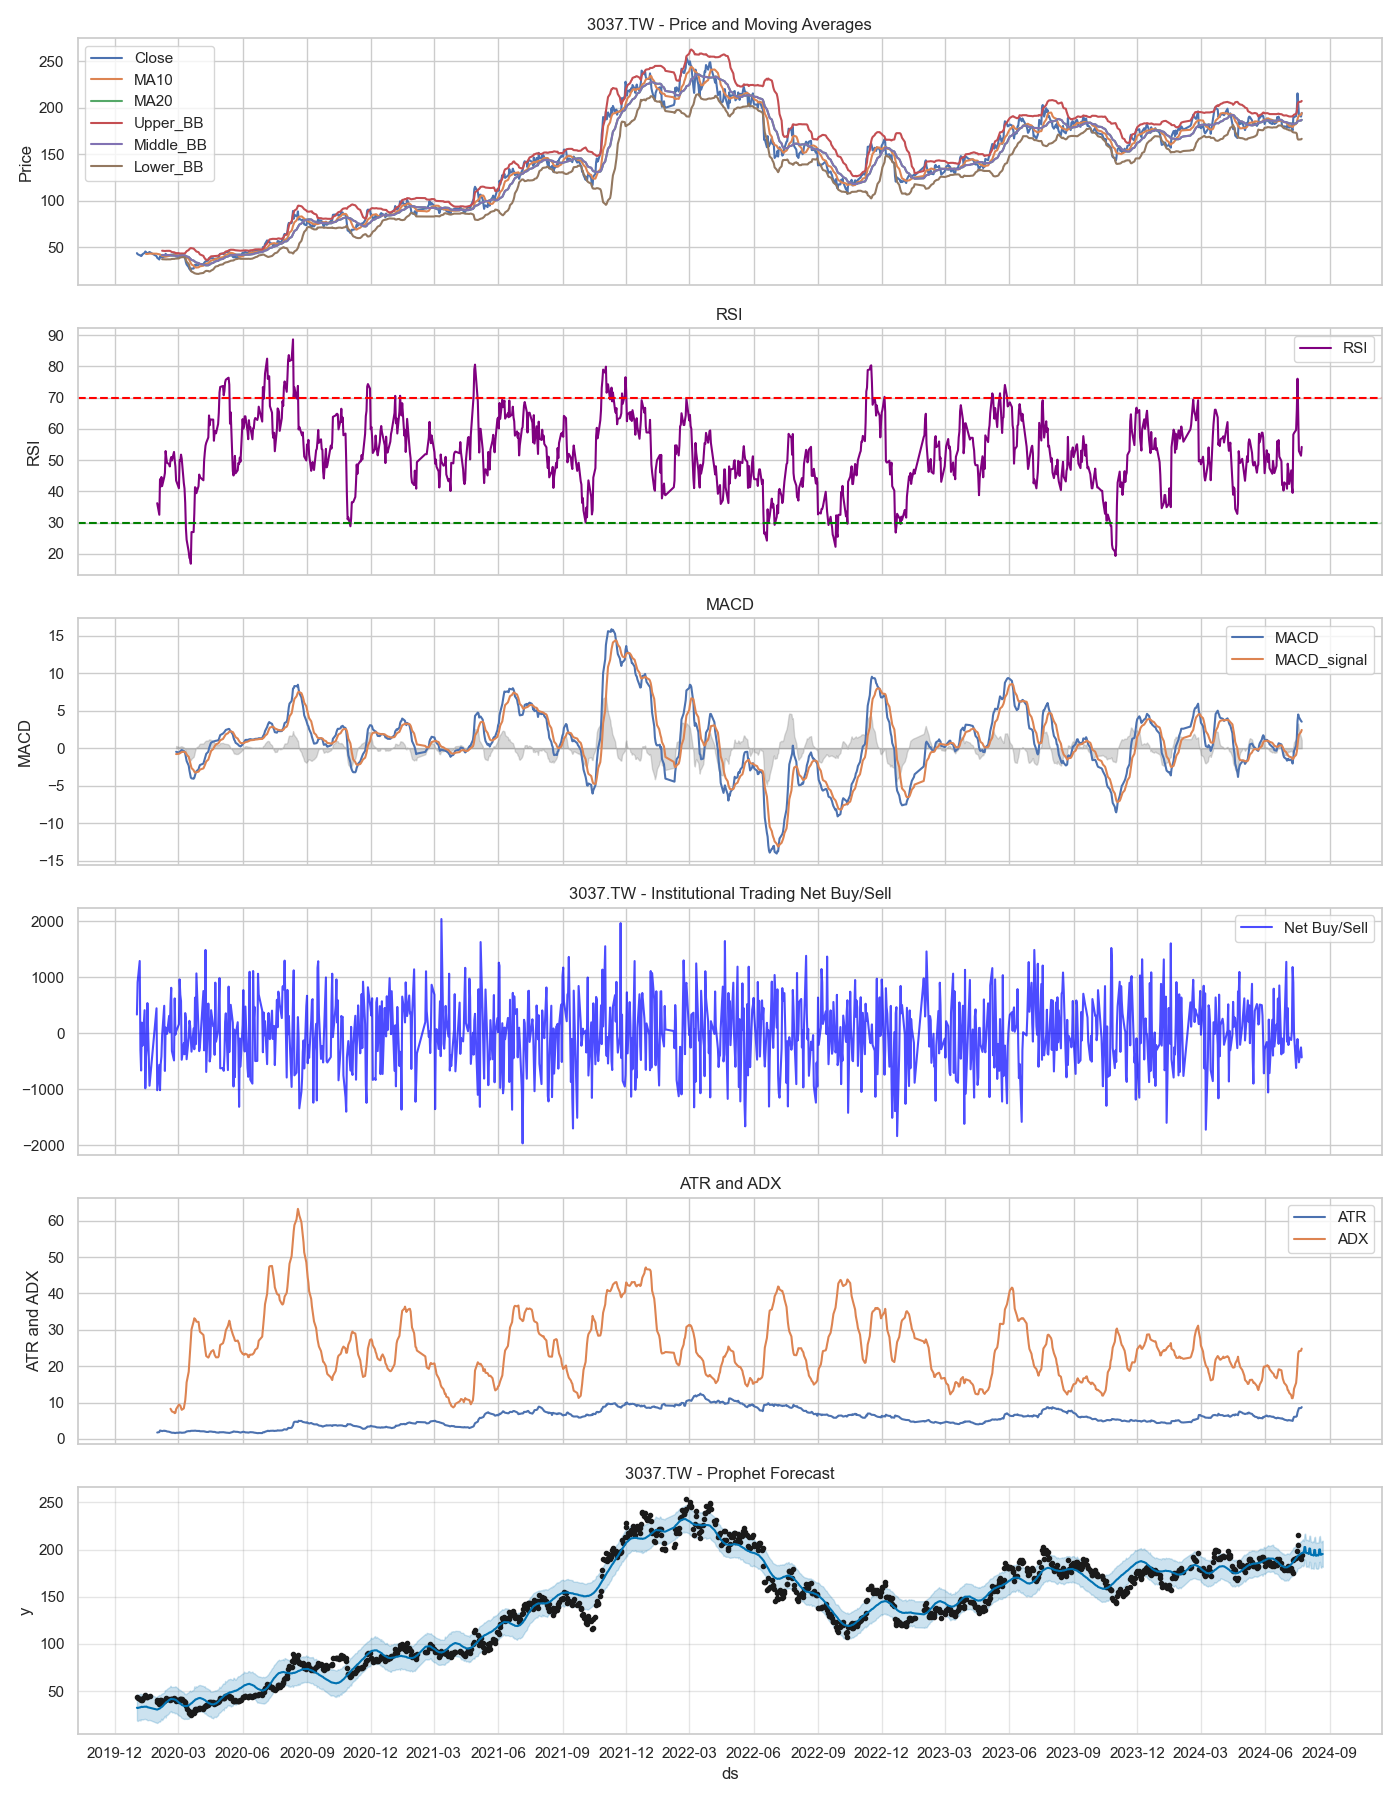 3037.TW - Price and Moving Averages
Close
MA10
MA20
Upper_BB
Middle_BB
Lower_BB
Price
250
200
150
100
50
RSI
RSI
RSI
90
80
70
60
50
40
30
20
MACD
MACD
MACD_signal
MACD
15
10
5
0
−5
−10
−15
3037.TW - Institutional Trading Net Buy/Sell
Net Buy/Sell
2000
1000
0
−1000
−2000
ATR and ADX
ATR
ADX
ATR and ADX
60
50
40
30
20
10
0
3037.TW - Prophet Forecast
y
250
200
150
100
50
2019-12 2020-03 2020-06 2020-09 2020-12 2021-03 2021-06 2021-09 2021-12 2022-03 2022-06 2022-09 2022-12 2023-03 2023-06 2023-09 2023-12 2024-03 2024-06 2024-09
ds